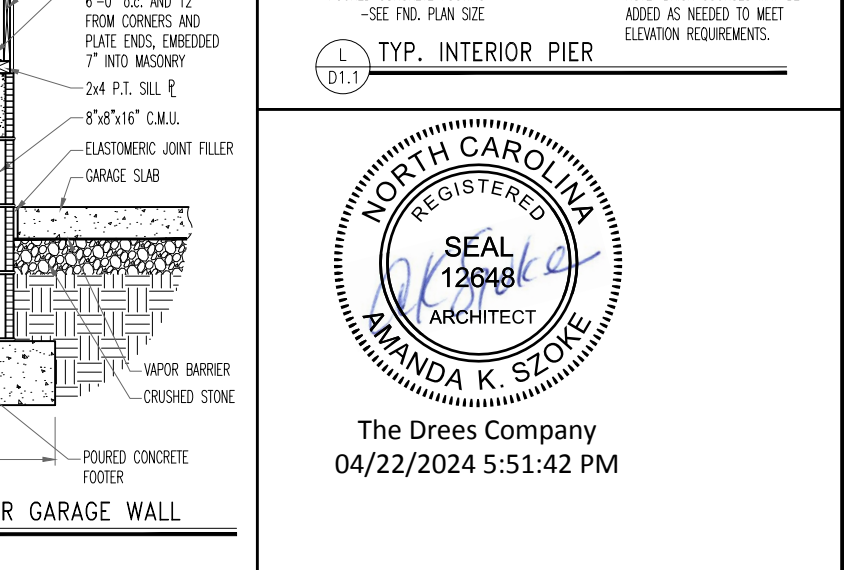 6'-0" o.c. AND 12"
FROM CORNERS AND
PLATE ENDS, EMBEDDED
7" INTO MASONRY
2x4 P.T. SILL ℄
8"x8"x16" C.M.U.
ELASTOMERIC JOINT FILLER
GARAGE SLAB
VAPOR BARRIER
CRUSHED STONE
POURED CONCRETE
FOOTER
R GARAGE WALL
-SEE FND. PLAN SIZE
ADDED AS NEEDED TO MEET
ELEVATION REQUIREMENTS.
L
D1.1
TYP. INTERIOR PIER
NORTH CAROLINA
REGISTERED
SEAL
12648
ARCHITECT
AMANDA K. SZOKE
AKSzoke
The Drees Company
04/22/2024 5:51:42 PM